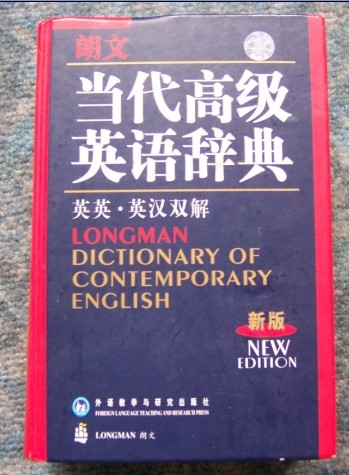 朗文
当代高级
英语辞典
英英·英汉双解
LONGMAN
DICTIONARY OF
CONTEMPORARY
ENGLISH
新版
NEW
EDITION
外语教学与研究出版社
FOREIGN LANGUAGE TEACHING AND RESEARCH PRESS
LONGMAN 朗文